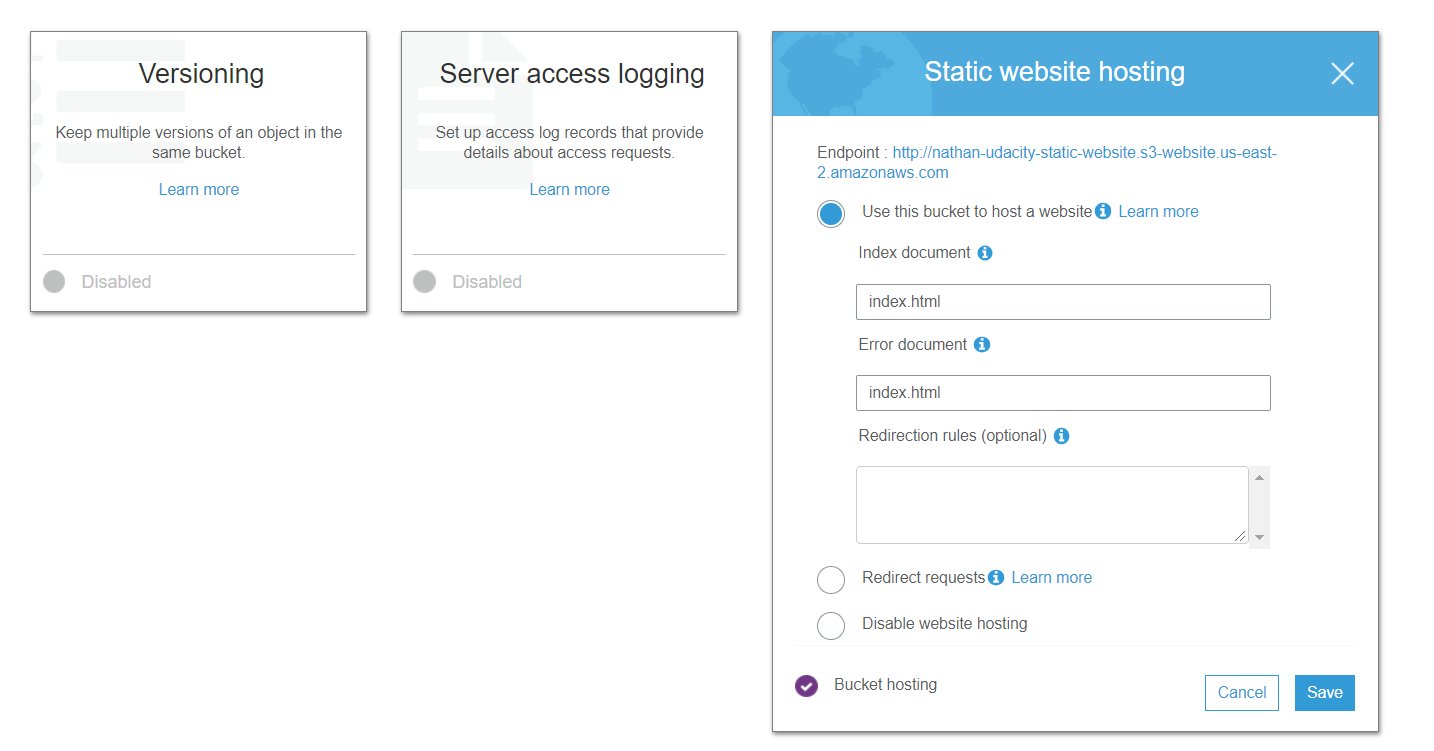 Versioning
Keep multiple versions of an object in the
same bucket.
Learn more
Disabled
Server access logging
Set up access log records that provide
details about access requests.
Learn more
Disabled
Static website hosting
Endpoint : http://nathan-udacity-static-website.s3-website.us-east-
2.amazonaws.com
Use this bucket to host a website Learn more
Index document
index.html
Error document
index.html
Redirection rules (optional)
Redirect requests Learn more
Disable website hosting
Bucket hosting
Cancel Save